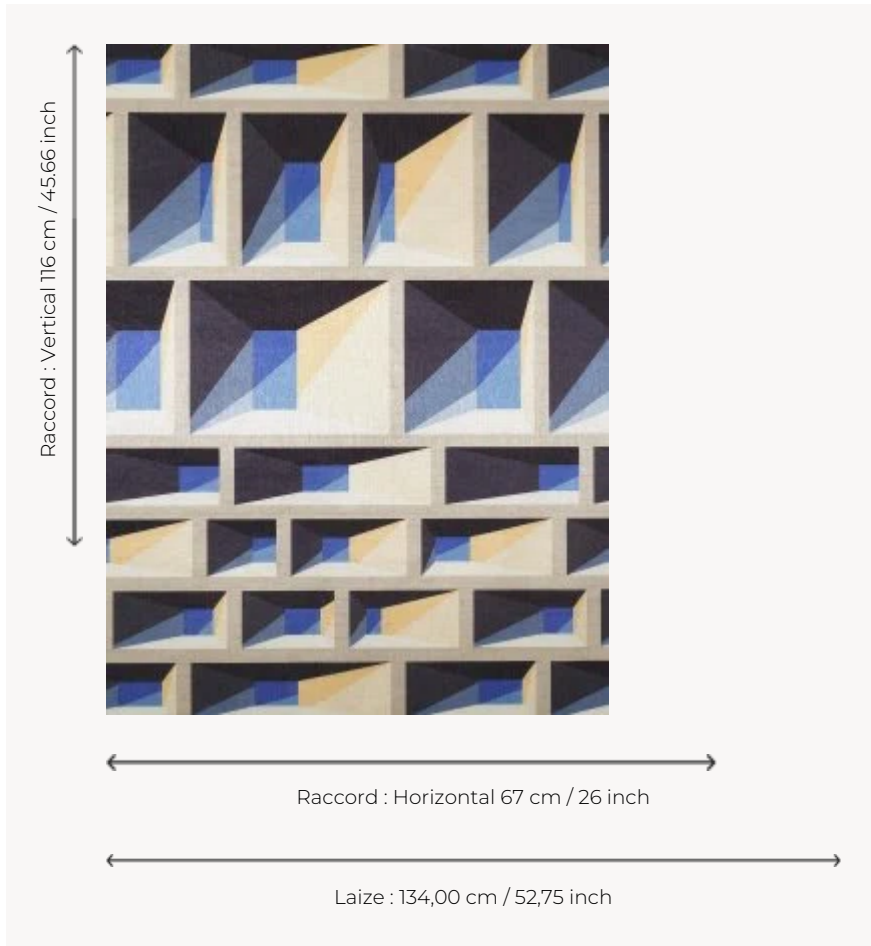 Raccord : Vertical 116 cm / 45.66 inch
Raccord : Horizontal 67 cm / 26 inch
Laize : 134,00 cm / 52,75 inch